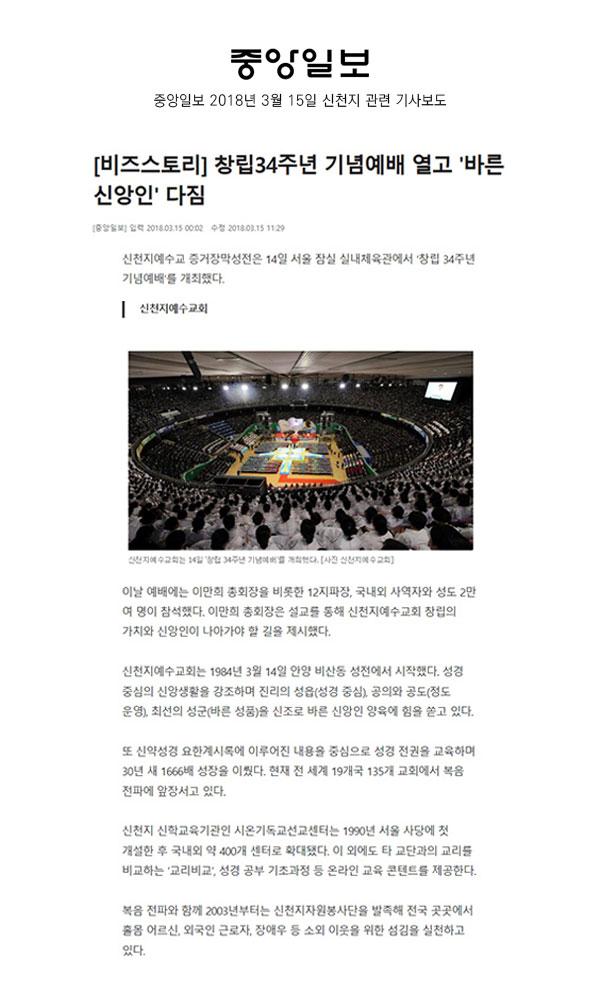 중앙일보
중앙일보 2018년 3월 15일 신천지 관련 기사보도
[비즈스토리] 창립34주년 기념예배 열고 '바른
신앙인' 다짐
[중앙일보] 입력 2018.03.15 00:02 수정 2018.03.15 11:29
신천지예수교 증거장막성전은 14일 서울 잠실 실내체육관에서 '창립 34주년
기념예배'를 개최했다.
신천지예수교회
신천지예수교회는 14일 '창립 34주년 기념예배'를 개최했다. [사진 신천지예수교회]
이날 예배에는 이만희 총회장을 비롯한 12지파장, 국내외 사역자와 성도 2만
여 명이 참석했다. 이만희 총회장은 설교를 통해 신천지예수교회 창립의
가치와 신앙인이 나아가야 할 길을 제시했다.
신천지예수교회는 1984년 3월 14일 안양 비산동 성전에서 시작했다. 성경
중심의 신앙생활을 강조하며 진리의 성읍(성경 중심), 공의와 공도(정도
운영), 최선의 성군(바른 성품)을 신조로 바른 신앙인 양육에 힘을 쏟고 있다.
또 신약성경 요한계시록에 이루어진 내용을 중심으로 성경 전권을 교육하며
30년 새 1666배 성장을 이뤘다. 현재 전 세계 19개국 135개 교회에서 복음
전파에 앞장서고 있다.
신천지 신학교육기관인 시온기독교선교센터는 1990년 서울 사당에 첫
개설한 후 국내외 약 400개 센터로 확대됐다. 이 외에도 타 교단과의 교리를
비교하는 '교리비교', 성경 공부 기초과정 등 온라인 교육 콘텐트를 제공한다.
복음 전파와 함께 2003년부터는 신천지자원봉사단을 발족해 전국 곳곳에서
홀몸 어르신, 외국인 근로자, 장애우 등 소외 이웃을 위한 섬김을 실천하고
있다.